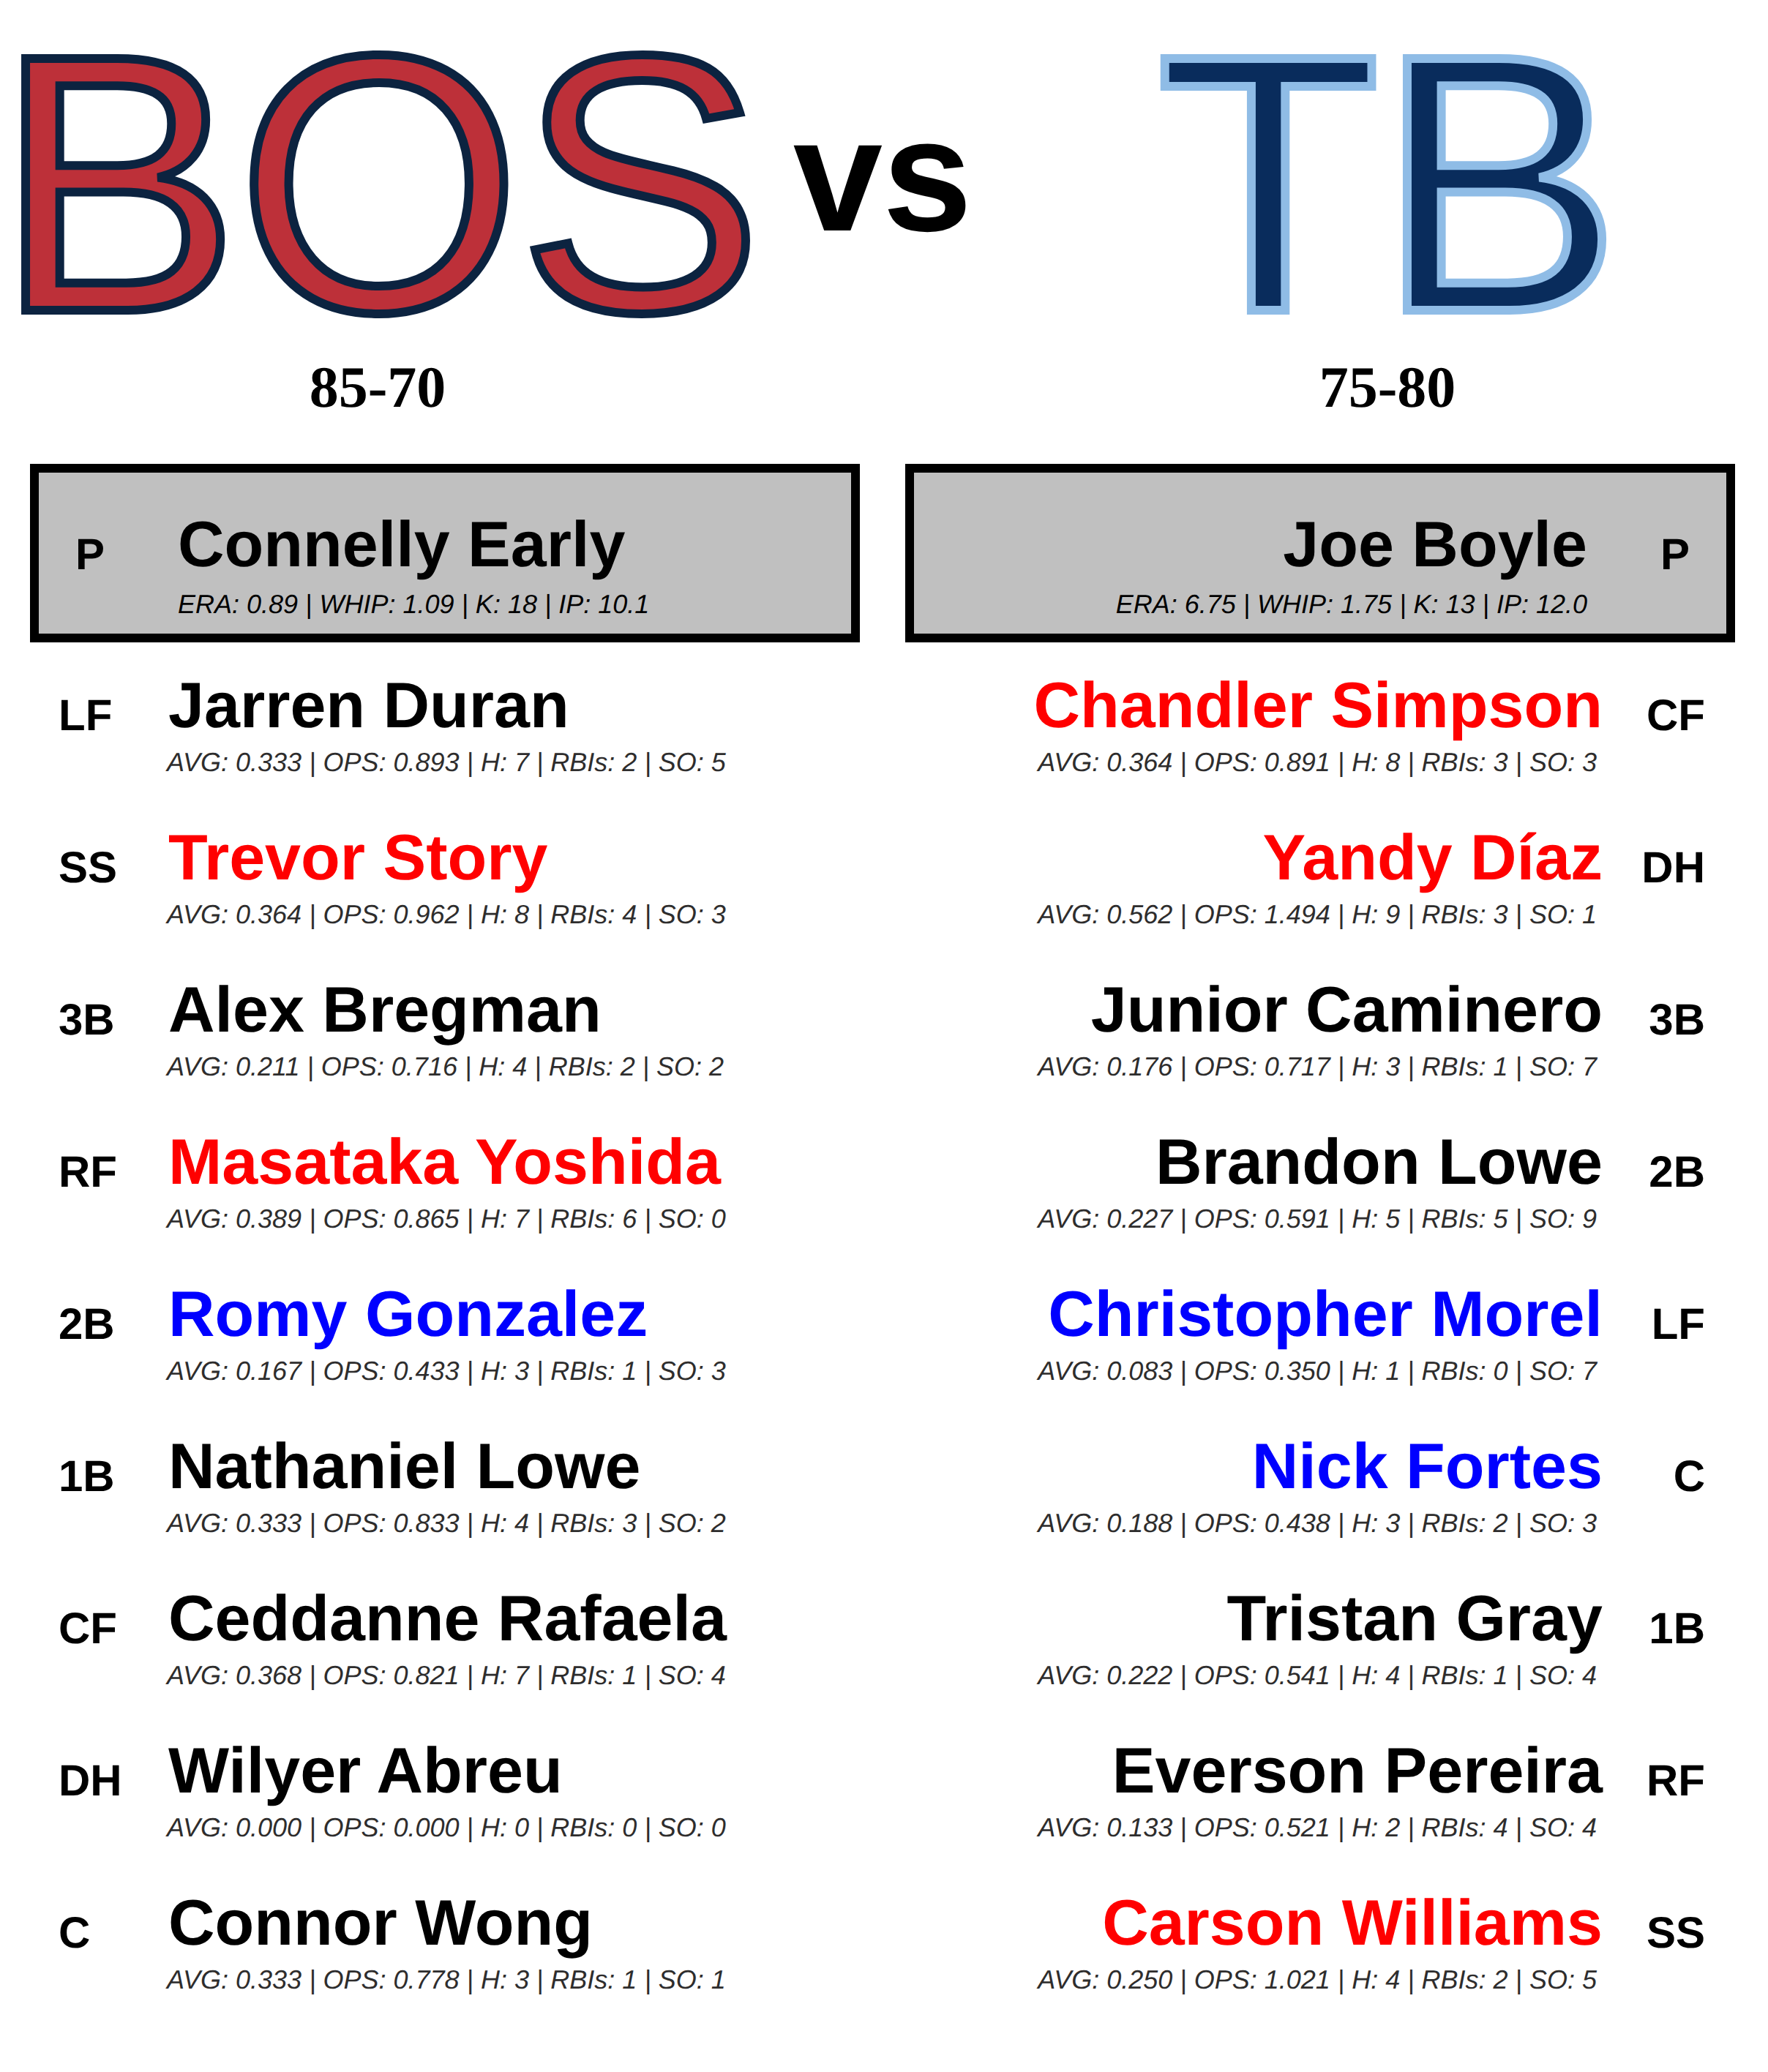 BOS vs TB
85-70 75-80
P Connelly Early
ERA: 0.89 | WHIP: 1.09 | K: 18 | IP: 10.1
Joe Boyle P
ERA: 6.75 | WHIP: 1.75 | K: 13 | IP: 12.0
LF Jarren Duran
AVG: 0.333 | OPS: 0.893 | H: 7 | RBIs: 2 | SO: 5
SS Trevor Story
AVG: 0.364 | OPS: 0.962 | H: 8 | RBIs: 4 | SO: 3
3B Alex Bregman
AVG: 0.211 | OPS: 0.716 | H: 4 | RBIs: 2 | SO: 2
RF Masataka Yoshida
AVG: 0.389 | OPS: 0.865 | H: 7 | RBIs: 6 | SO: 0
2B Romy Gonzalez
AVG: 0.167 | OPS: 0.433 | H: 3 | RBIs: 1 | SO: 3
1B Nathaniel Lowe
AVG: 0.333 | OPS: 0.833 | H: 4 | RBIs: 3 | SO: 2
CF Ceddanne Rafaela
AVG: 0.368 | OPS: 0.821 | H: 7 | RBIs: 1 | SO: 4
DH Wilyer Abreu
AVG: 0.000 | OPS: 0.000 | H: 0 | RBIs: 0 | SO: 0
C Connor Wong
AVG: 0.333 | OPS: 0.778 | H: 3 | RBIs: 1 | SO: 1
Chandler Simpson CF
AVG: 0.364 | OPS: 0.891 | H: 8 | RBIs: 3 | SO: 3
Yandy Díaz DH
AVG: 0.562 | OPS: 1.494 | H: 9 | RBIs: 3 | SO: 1
Junior Caminero 3B
AVG: 0.176 | OPS: 0.717 | H: 3 | RBIs: 1 | SO: 7
Brandon Lowe 2B
AVG: 0.227 | OPS: 0.591 | H: 5 | RBIs: 5 | SO: 9
Christopher Morel LF
AVG: 0.083 | OPS: 0.350 | H: 1 | RBIs: 0 | SO: 7
Nick Fortes C
AVG: 0.188 | OPS: 0.438 | H: 3 | RBIs: 2 | SO: 3
Tristan Gray 1B
AVG: 0.222 | OPS: 0.541 | H: 4 | RBIs: 1 | SO: 4
Everson Pereira RF
AVG: 0.133 | OPS: 0.521 | H: 2 | RBIs: 4 | SO: 4
Carson Williams SS
AVG: 0.250 | OPS: 1.021 | H: 4 | RBIs: 2 | SO: 5